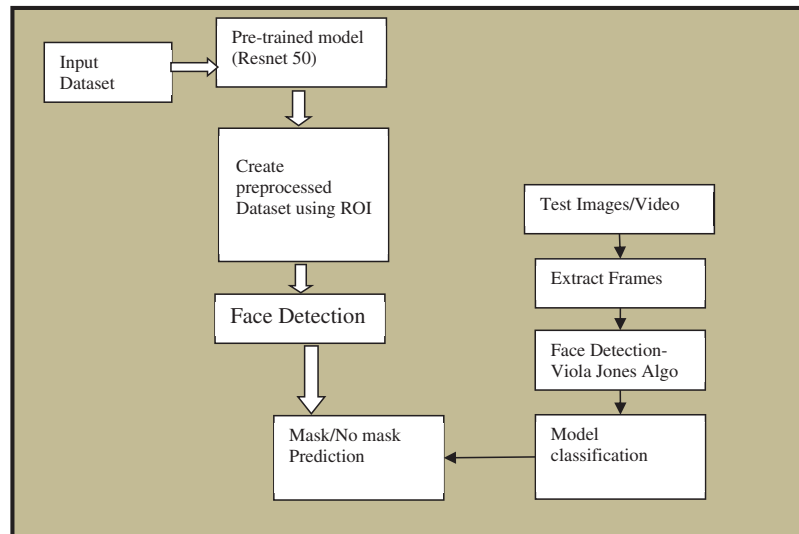 Input
Dataset
Pre-trained model
(Resnet 50)
Create
preprocessed
Dataset using ROI
Face Detection
Mask/No mask
Prediction
Test Images/Video
Extract Frames
Face Detection-
Viola Jones Algo
Model
classification